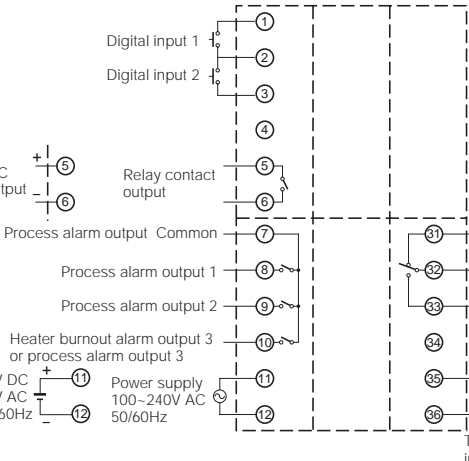 1
Digital input 1
2
Digital input 2
3
4
+
5
Relay contact
output
5
–
6
6
Process alarm output Common
7
31
Process alarm output 1
8
32
Process alarm output 2
9
33
Heater burnout alarm output 3
or process alarm output 3
10
34
DC
+
11
Power supply
100~240V AC
50/60Hz
11
35
AC
60Hz
–
12
12
36